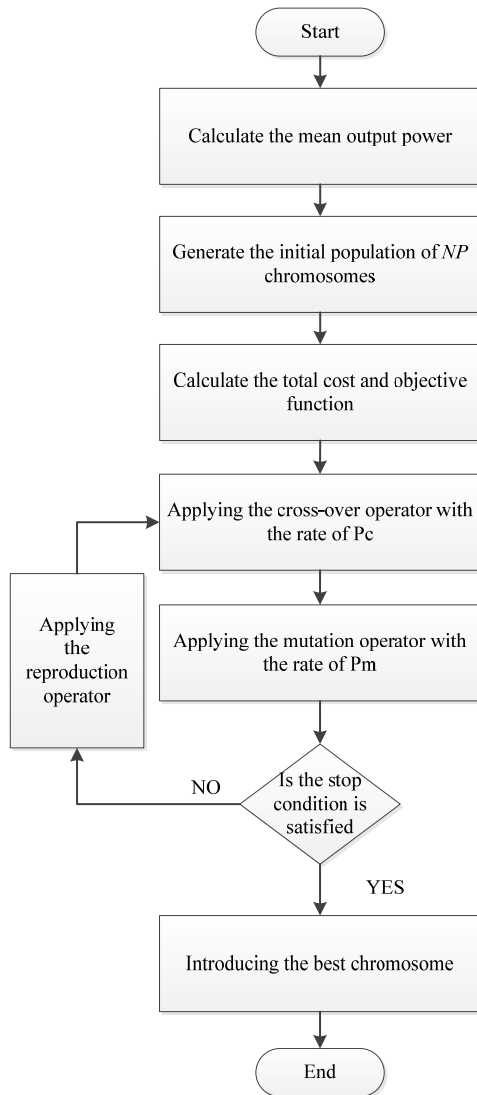 Start
Calculate the mean output power
Generate the initial population of NP
chromosomes
Calculate the total cost and objective
function
Applying the cross-over operator with
the rate of Pc
Applying
the
reproduction
operator
Applying the mutation operator with
the rate of Pm
Is the stop
condition is
satisfied
NO
YES
Introducing the best chromosome
End